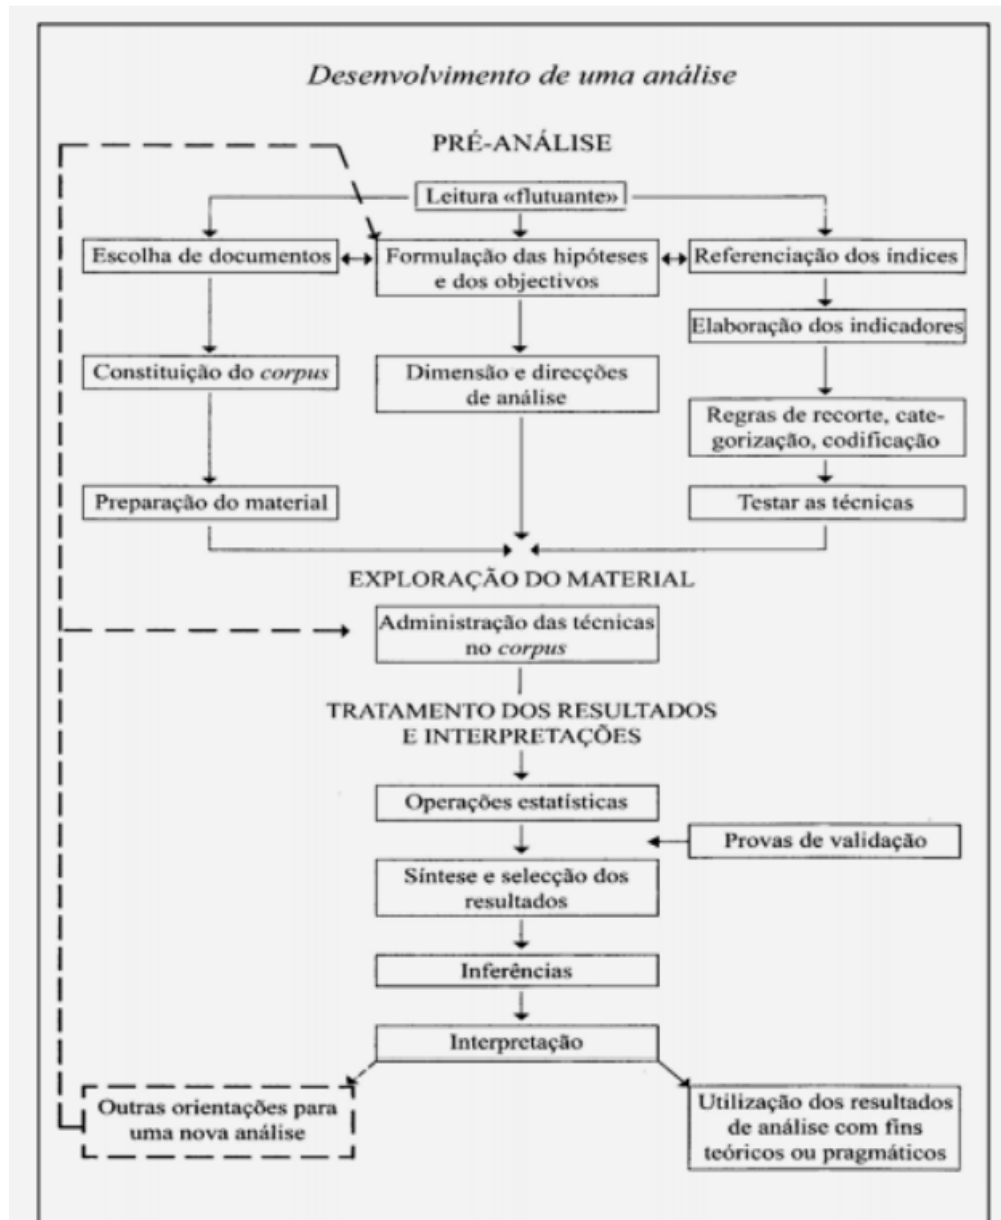 Desenvolvimento de uma análise
PRÉ-ANÁLISE
Leitura «flutuante»
Escolha de documentos
Formulação das hipóteses
e dos objectivos
Referenciação dos índices
Elaboração dos indicadores
Constituição do corpus
Dimensão e direcções
de análise
Regras de recorte, cate-
gorização, codificação
Preparação do material
Testar as técnicas
EXPLORAÇÃO DO MATERIAL
Administração das técnicas
no corpus
TRATAMENTO DOS RESULTADOS
E INTERPRETAÇÕES
Operações estatísticas
Provas de validação
Síntese e selecção dos
resultados
Inferências
Interpretação
Outras orientações para
uma nova análise
Utilização dos resultados
de análise com fins
teóricos ou pragmáticos